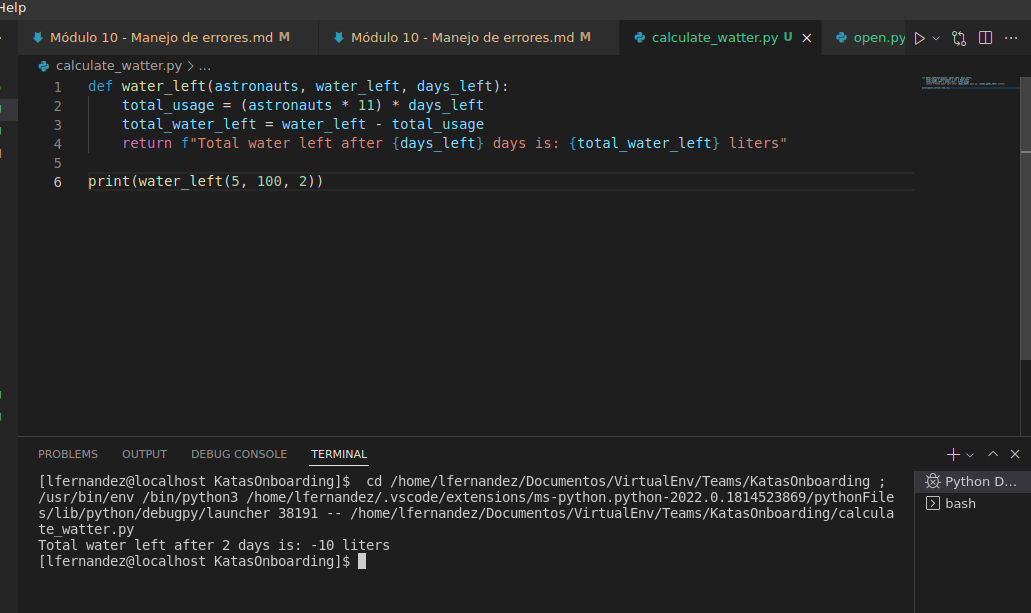 Help
Módulo 10 - Manejo de errores.md M
Módulo 10 - Manejo de errores.md M
calculate_watter.py U
open.py
calculate_watter.py > ...
1 def water_left(astronauts, water_left, days_left):
2     total_usage = (astronauts * 11) * days_left
3     total_water_left = water_left - total_usage
4     return f"Total water left after {days_left} days is: {total_water_left} liters"
5
6 print(water_left(5, 100, 2))
PROBLEMS OUTPUT DEBUG CONSOLE TERMINAL
[lfernandez@localhost KatasOnboarding]$  cd /home/lfernandez/Documentos/VirtualEnv/Teams/KatasOnboarding ;
/usr/bin/env /bin/python3 /home/lfernandez/.vscode/extensions/ms-python.python-2022.0.1814523869/pythonFile
s/lib/python/debugpy/launcher 38191 -- /home/lfernandez/Documentos/VirtualEnv/Teams/KatasOnboarding/calcula
te_watter.py
Total water left after 2 days is: -10 liters
[lfernandez@localhost KatasOnboarding]$
Python D...
bash